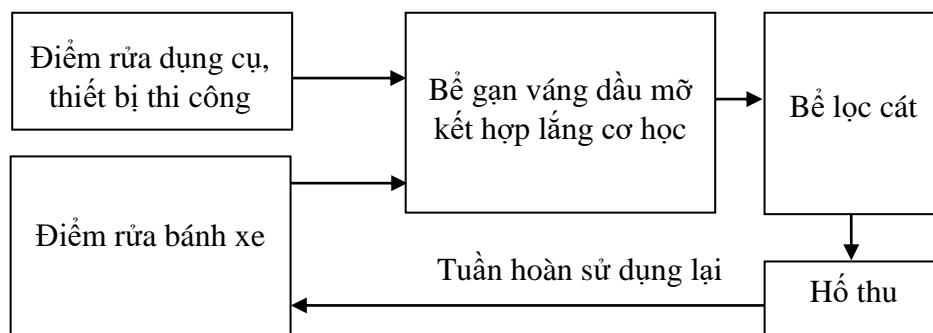 Điểm rửa dụng cụ,
thiết bị thi công
Bể gạn váng dầu mỡ
kết hợp lắng cơ học
Bể lọc cát
Điểm rửa bánh xe
Tuần hoàn sử dụng lại
Hố thu